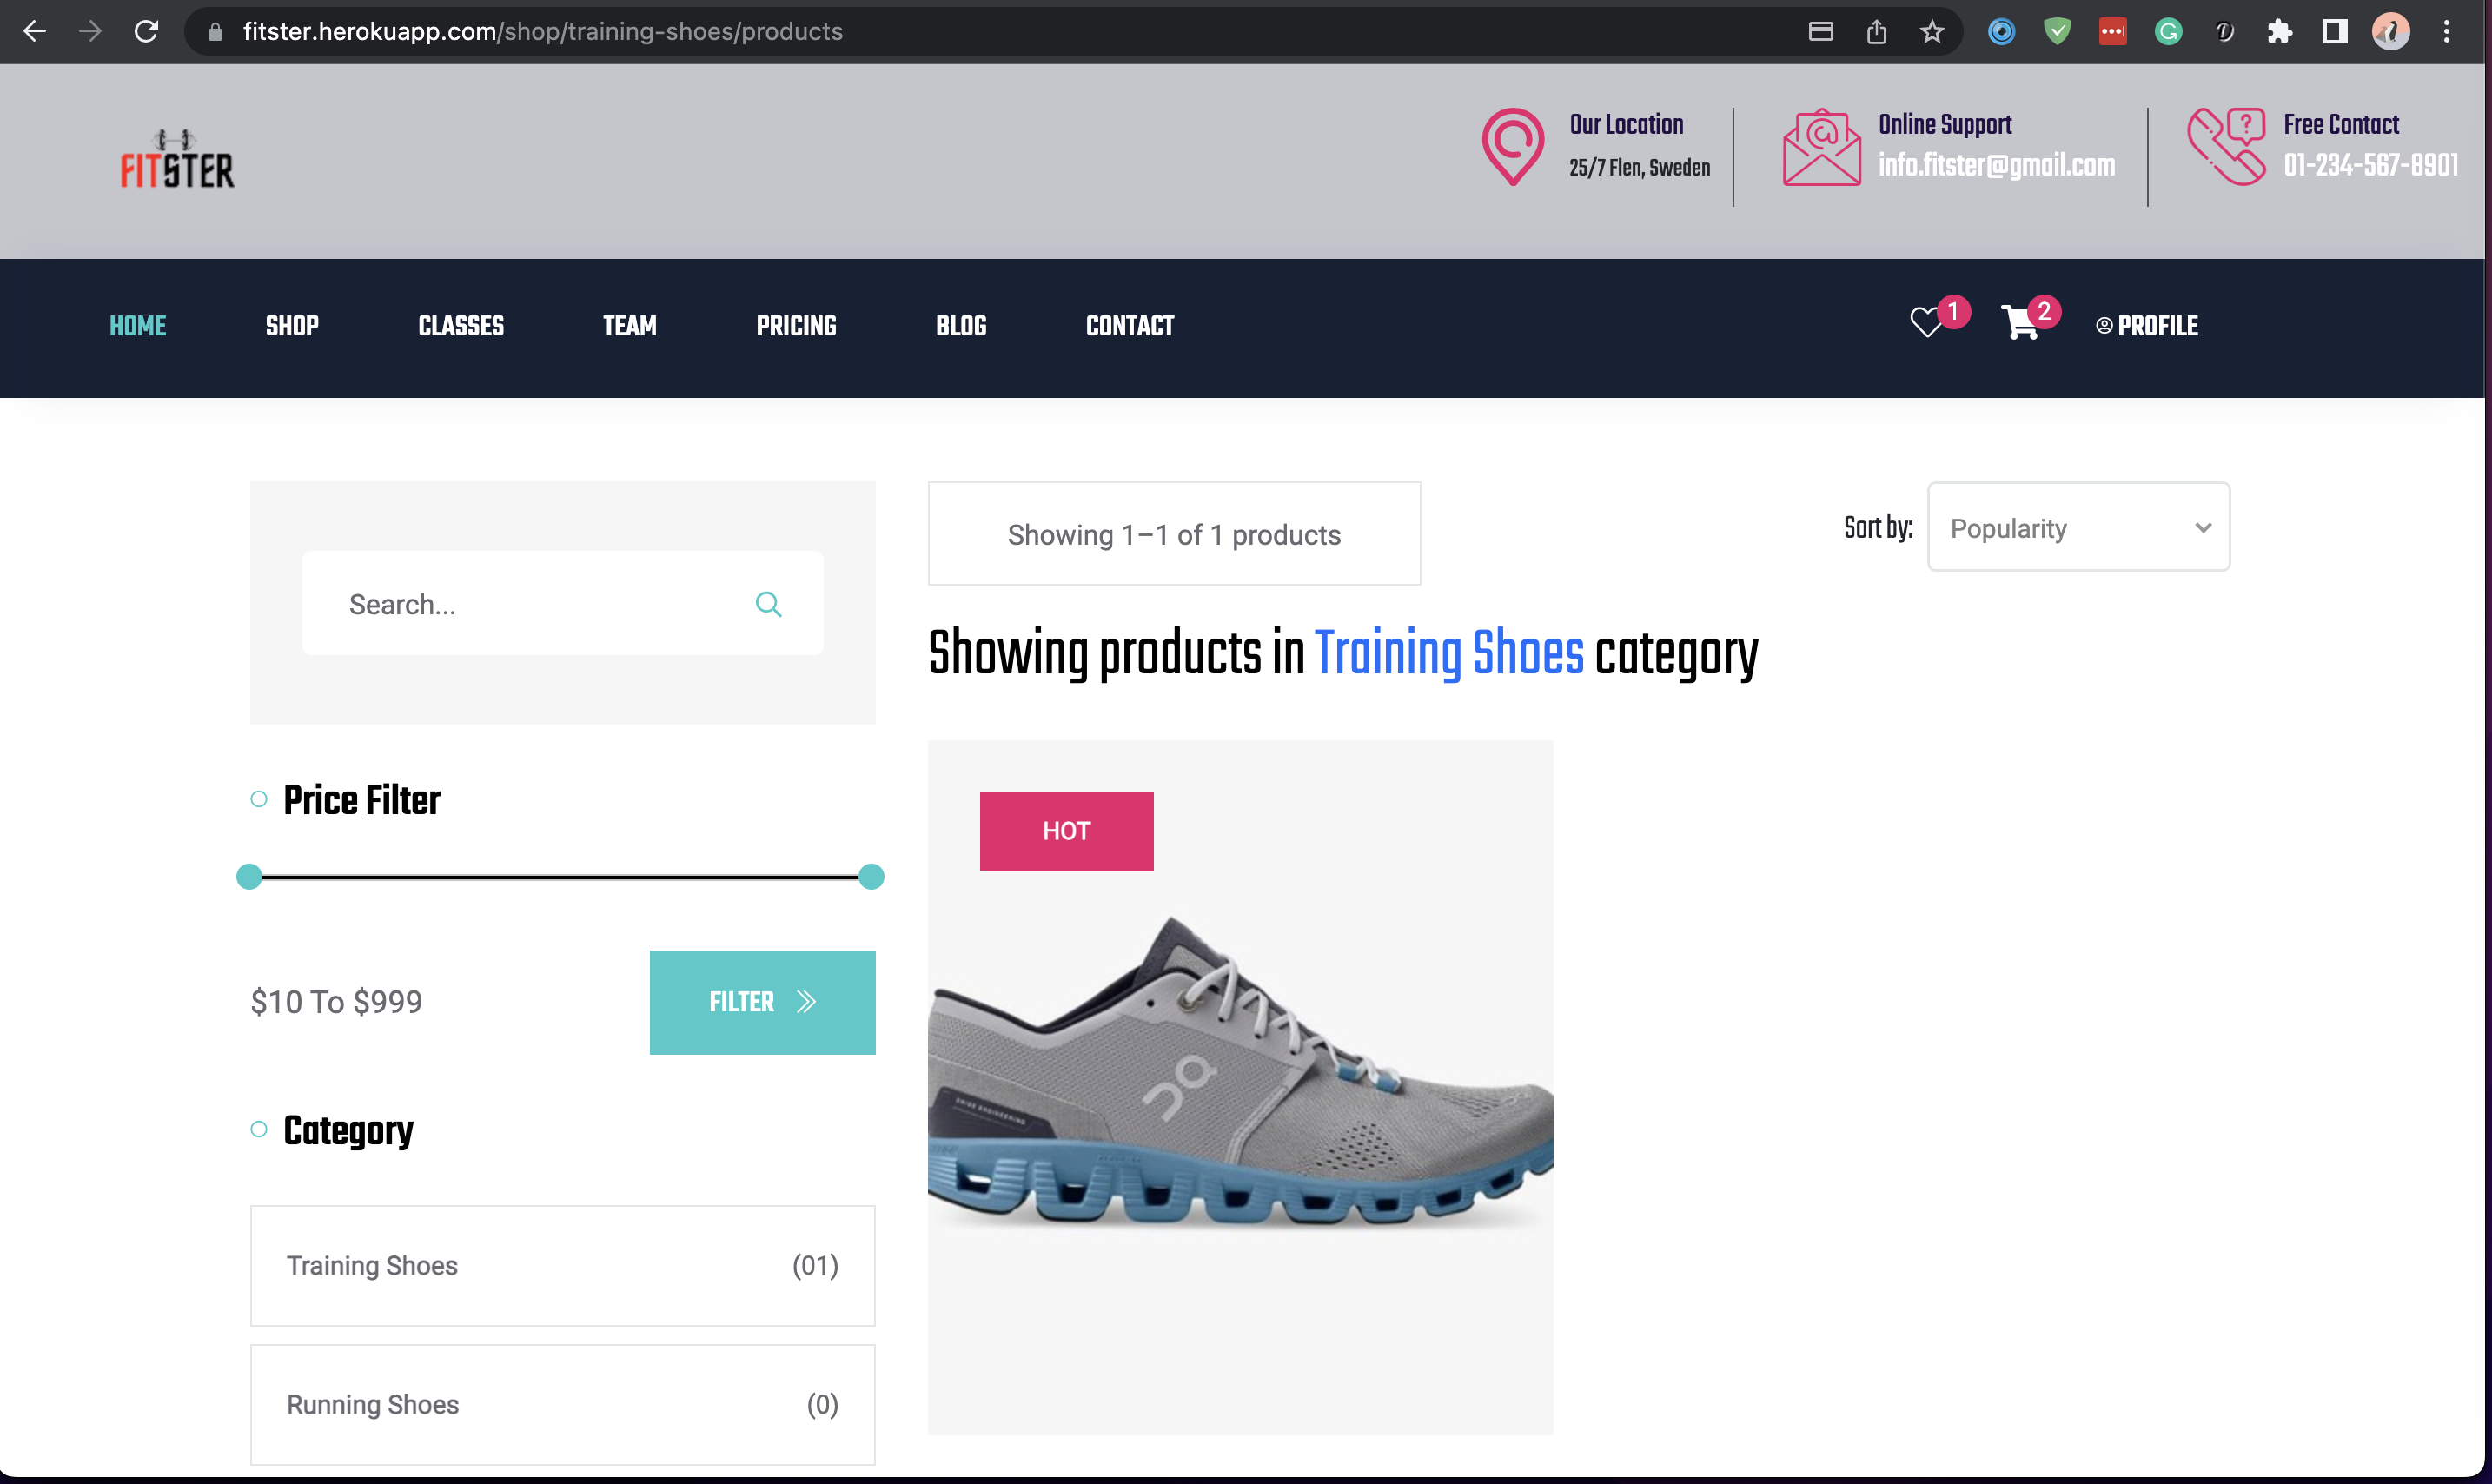 fitster.herokuapp.com/shop/training-shoes/products
FITSTER
Our Location
25/7 Flen, Sweden
Online Support
info.fitster@gmail.com
Free Contact
01-234-567-8901
HOME SHOP CLASSES TEAM PRICING BLOG CONTACT 1 2 PROFILE
Search...
Showing 1–1 of 1 products
Sort by: Popularity
Showing products in Training Shoes category
Price Filter
$10 To $999
FILTER
Category
Training Shoes (01)
Running Shoes (0)
HOT